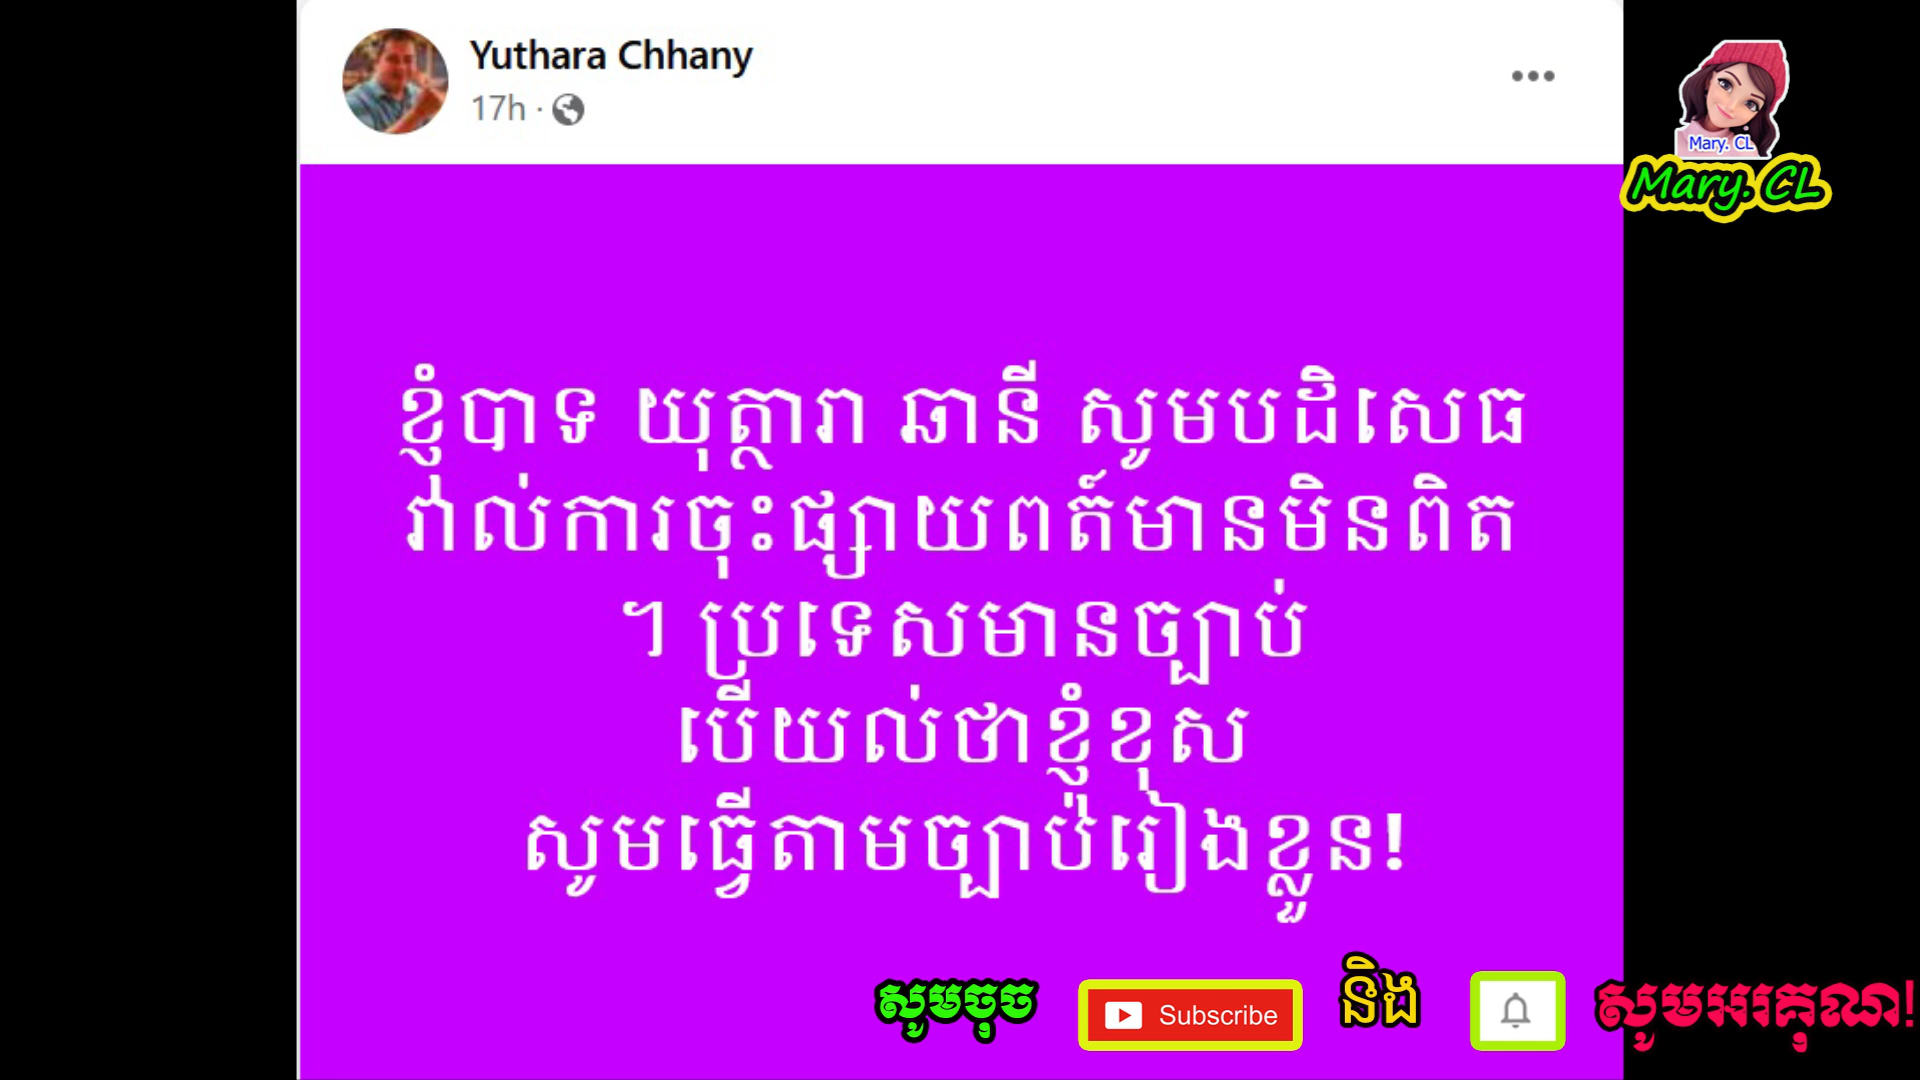 Yuthara Chhany
17h ·
Mary. CL
Mary. CL
ខ្ញុំបាទ យុត្ថារា ឆានី សូមបដិសេធ
រាល់ការចុះផ្សាយពត៍មានមិនពិត
។ ប្រទេសមានច្បាប់
បើយល់ថាខ្ញុំខុស
សូមធ្វើតាមច្បាប់រៀងខ្លួន!
សូមចុច Subscribe និង សូមអរគុណ!